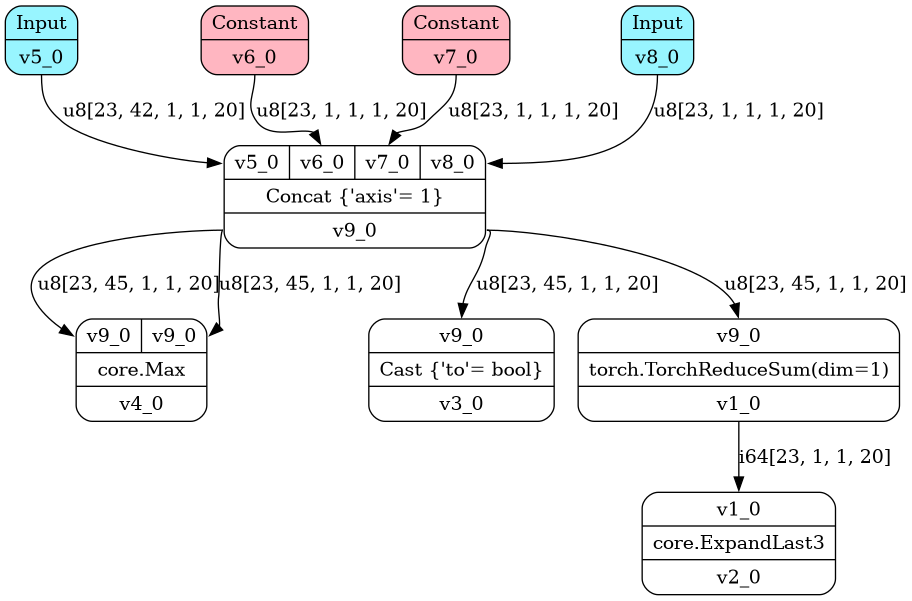 Input
v5_0
Constant
v6_0
Constant
v7_0
Input
v8_0
u8[23, 42, 1, 1, 20]
u8[23, 1, 1, 1, 20]
u8[23, 1, 1, 1, 20]
u8[23, 1, 1, 1, 20]
v5_0 v6_0 v7_0 v8_0
Concat {'axis'= 1}
v9_0
u8[23, 45, 1, 1, 20]
u8[23, 45, 1, 1, 20]
u8[23, 45, 1, 1, 20]
u8[23, 45, 1, 1, 20]
v9_0 v9_0
core.Max
v4_0
v9_0
Cast {'to'= bool}
v3_0
v9_0
torch.TorchReduceSum(dim=1)
v1_0
i64[23, 1, 1, 20]
v1_0
core.ExpandLast3
v2_0